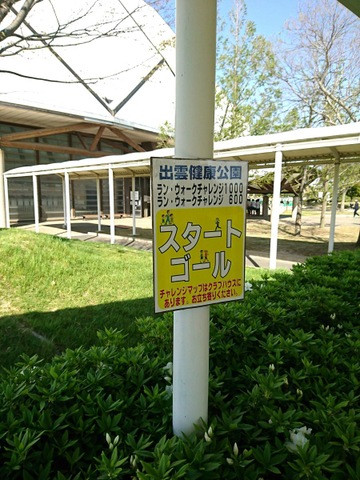 出雲健康公園
ラン・ウォークチャレンジ1000
ラン・ウォークチャレンジ 600
スタート
ゴール
チャレンジマップはクラブハウスに
あります。お立ち寄りください。